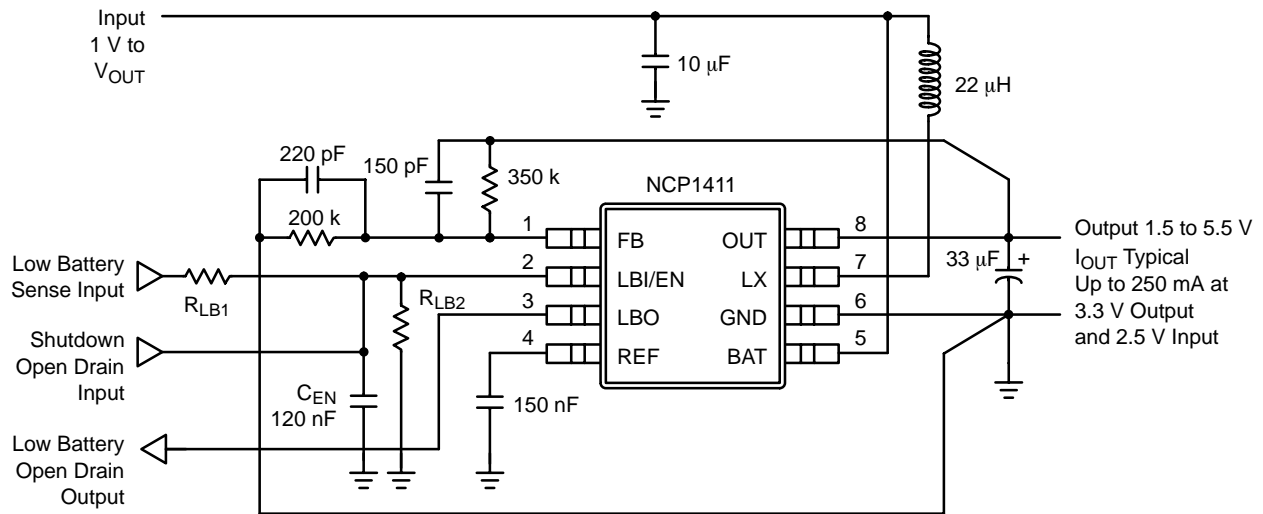 Input
1 V to
VOUT
10 μF
22 μH
220 pF
150 pF
350 k
200 k
NCP1411
1
FB
OUT
8
2
LBI/EN
LX
7
3
LBO
GND
6
4
REF
BAT
5
Low Battery
Sense Input
RLB1
RLB2
Shutdown
Open Drain
Input
CEN
120 nF
150 nF
Low Battery
Open Drain
Output
33 μF
+
Output 1.5 to 5.5 V
IOUT Typical
Up to 250 mA at
3.3 V Output
and 2.5 V Input